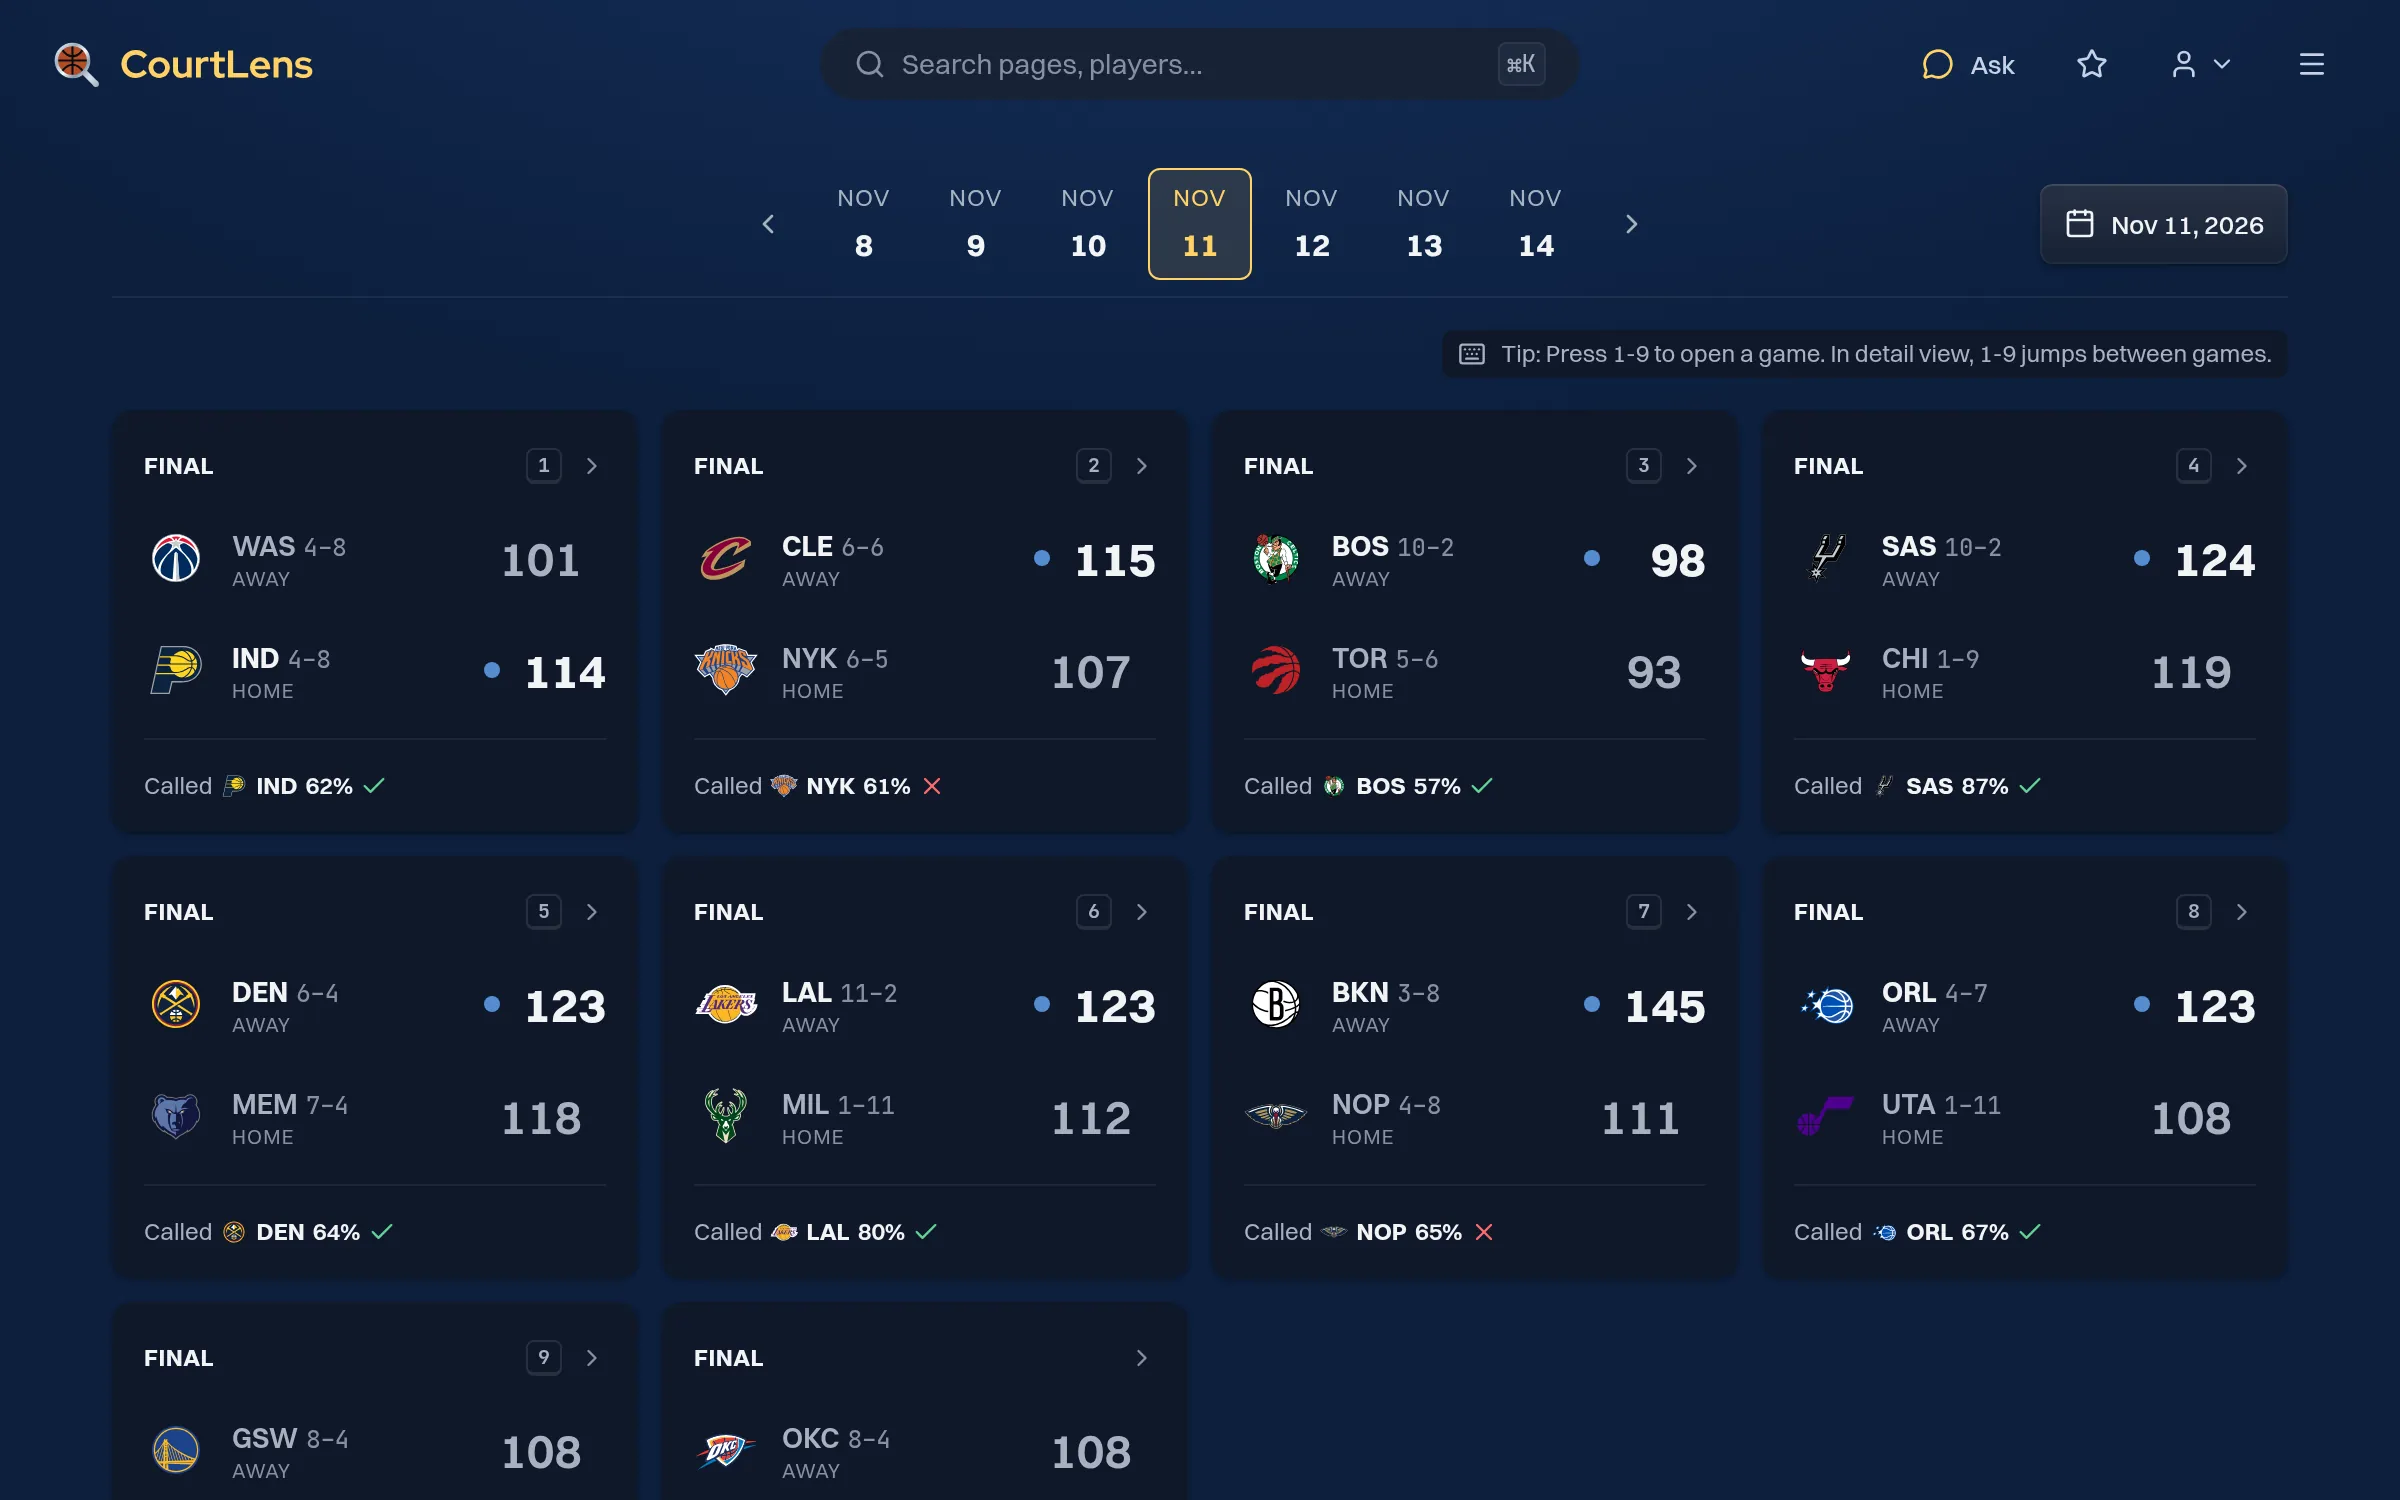 CourtLens
Search pages, players...
⌘K
Ask
NOV 8
NOV 9
NOV 10
NOV 11
NOV 12
NOV 13
NOV 14
Nov 11, 2026
Tip: Press 1-9 to open a game. In detail view, 1-9 jumps between games.
FINAL 1
WAS 4-8 101
AWAY
IND 4-8 114
HOME
Called IND 62%
FINAL 2
CLE 6-6 115
AWAY
NYK 6-5 107
HOME
Called NYK 61%
FINAL 3
BOS 10-2 98
AWAY
TOR 5-6 93
HOME
Called BOS 57%
FINAL 4
SAS 10-2 124
AWAY
CHI 1-9 119
HOME
Called SAS 87%
FINAL 5
DEN 6-4 123
AWAY
MEM 7-4 118
HOME
Called DEN 64%
FINAL 6
LAL 11-2 123
AWAY
MIL 1-11 112
HOME
Called LAL 80%
FINAL 7
BKN 3-8 145
AWAY
NOP 4-8 111
HOME
Called NOP 65%
FINAL 8
ORL 4-7 123
AWAY
UTA 1-11 108
HOME
Called ORL 67%
FINAL 9
GSW 8-4 108
AWAY
FINAL
OKC 8-4 108
AWAY